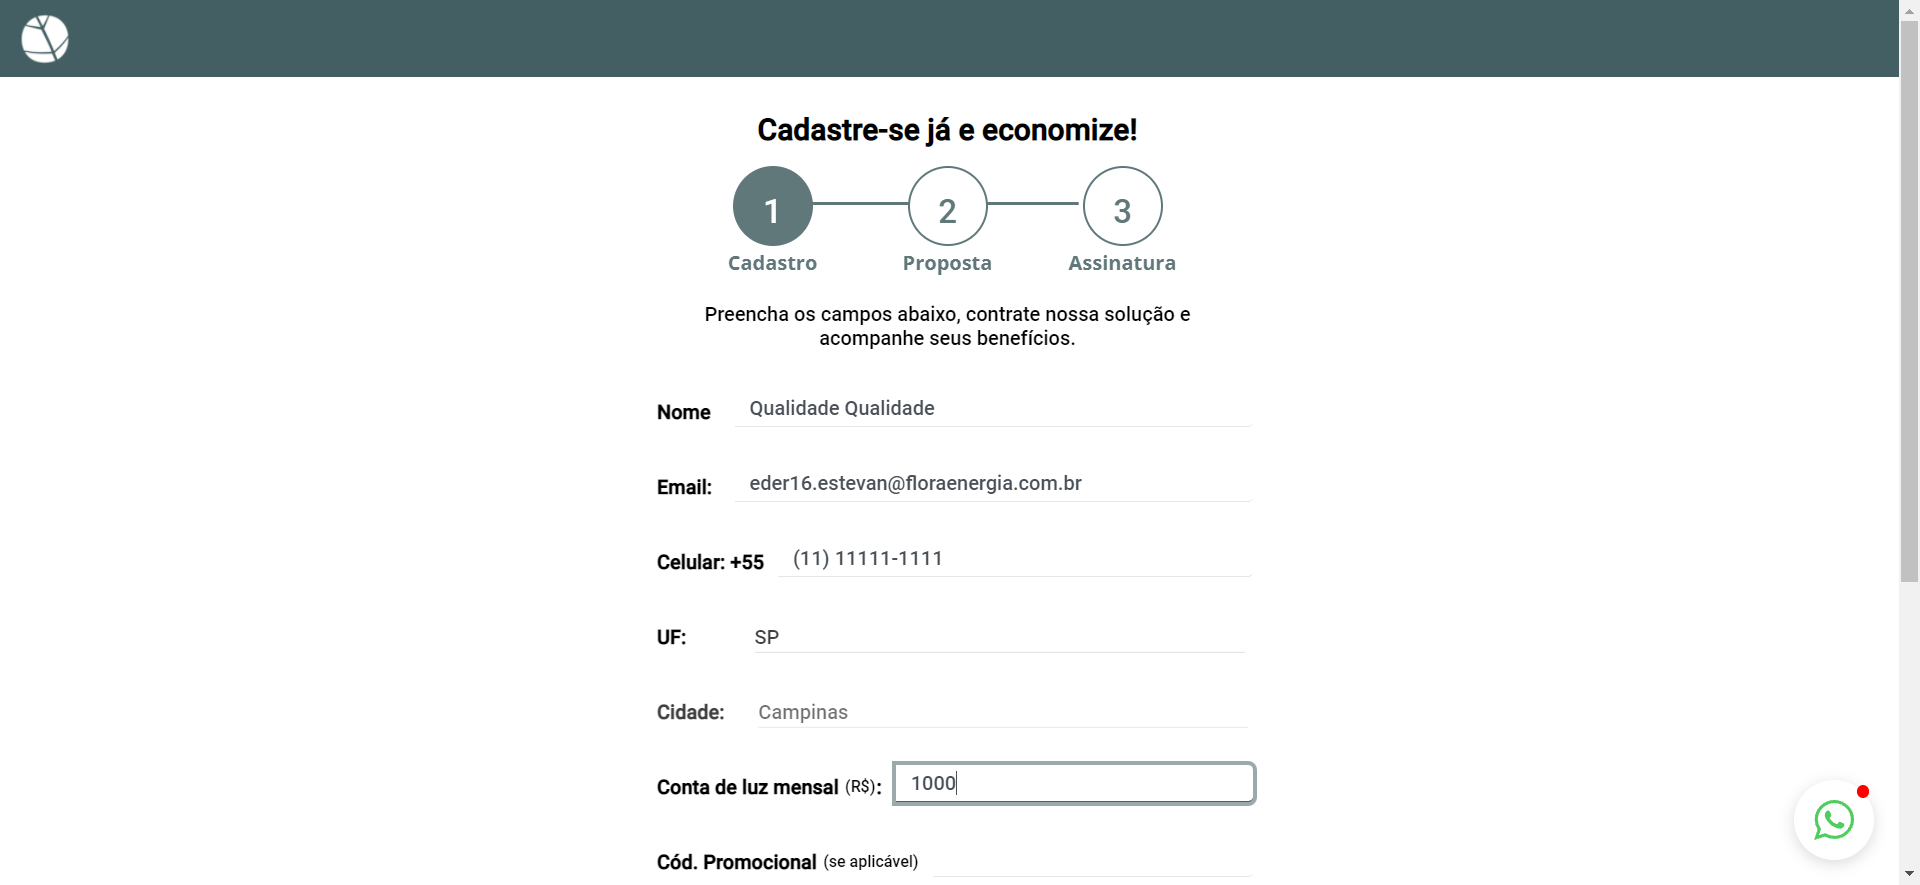 Cadastre-se já e economize!
1
2
3
Cadastro
Proposta
Assinatura
Preencha os campos abaixo, contrate nossa solução e
acompanhe seus benefícios.
Nome Qualidade Qualidade
Email: eder16.estevan@floraenergia.com.br
Celular: +55 (11) 11111-1111
UF: SP
Cidade: Campinas
Conta de luz mensal (R$): 1000
Cód. Promocional (se aplicável)